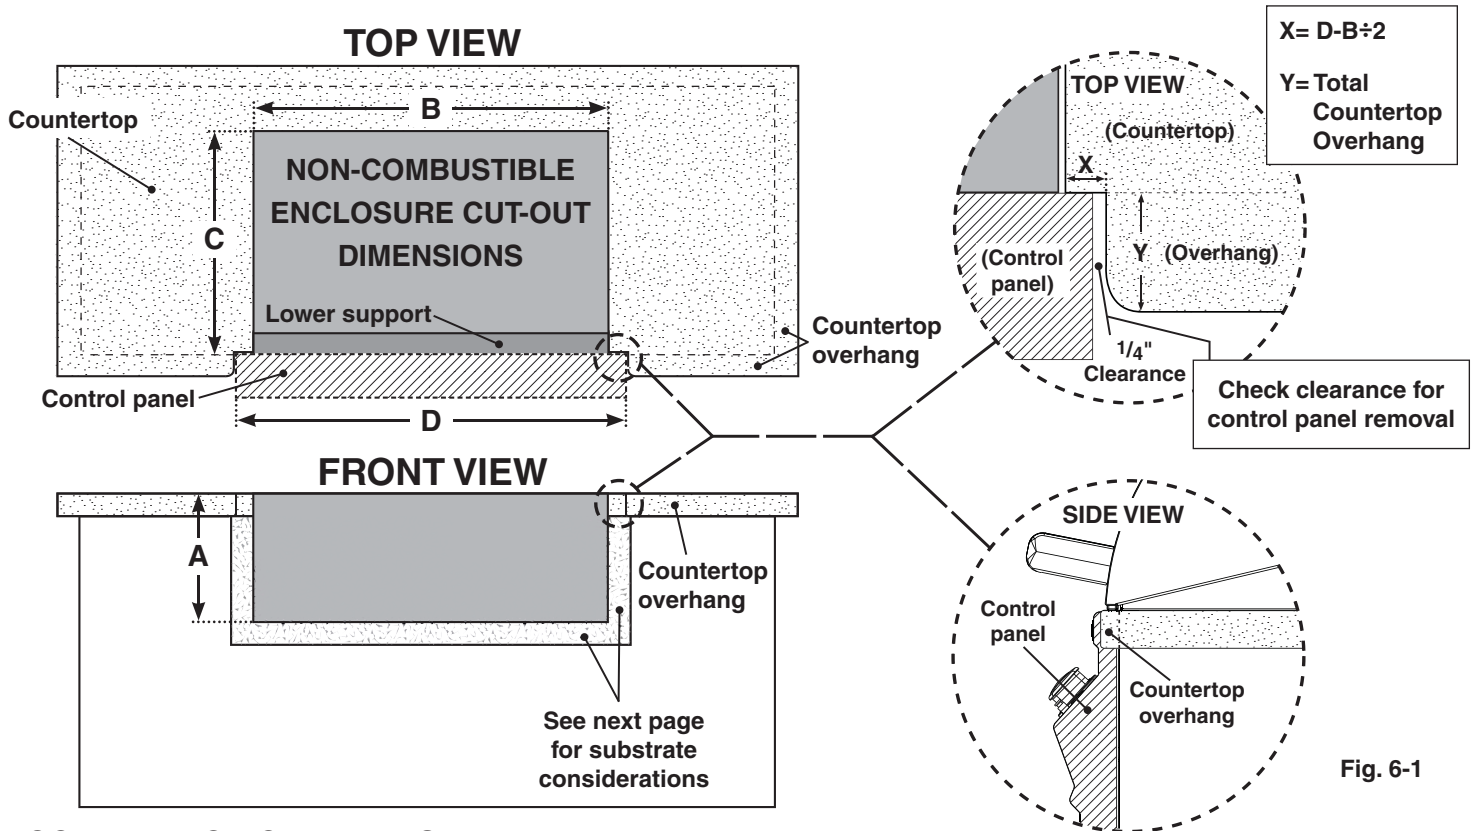 TOP VIEW
Countertop
B
C
NON-COMBUSTIBLE
ENCLOSURE CUT-OUT
DIMENSIONS
Lower support
Countertop
overhang
Control panel
D
X= D-B÷2
Y= Total
Countertop
Overhang
TOP VIEW
(Countertop)
X
(Control
panel)
Y
(Overhang)
1/4"
Clearance
Check clearance for
control panel removal
FRONT VIEW
A
Countertop
overhang
See next page
for substrate
considerations
SIDE VIEW
Control
panel
Countertop
overhang
Fig. 6-1